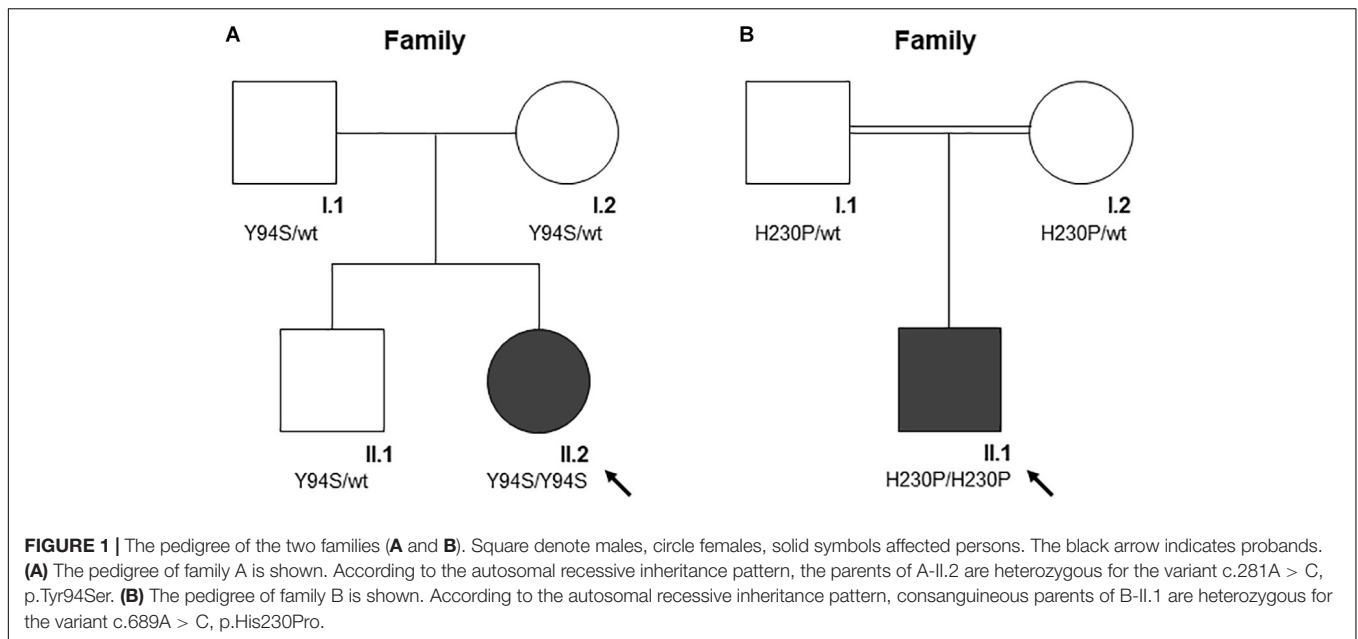 A Family
B Family
I.1 I.2
Y94S/wt Y94S/wt
I.1 I.2
H230P/wt H230P/wt
II.1 II.2
Y94S/wt Y94S/Y94S
II.1
H230P/H230P
FIGURE 1 | The pedigree of the two families (A and B). Square denote males, circle females, solid symbols affected persons. The black arrow indicates probands.
(A) The pedigree of family A is shown. According to the autosomal recessive inheritance pattern, the parents of A-II.2 are heterozygous for the variant c.281A > C,
p.Tyr94Ser. (B) The pedigree of family B is shown. According to the autosomal recessive inheritance pattern, consanguineous parents of B-II.1 are heterozygous for
the variant c.689A > C, p.His230Pro.